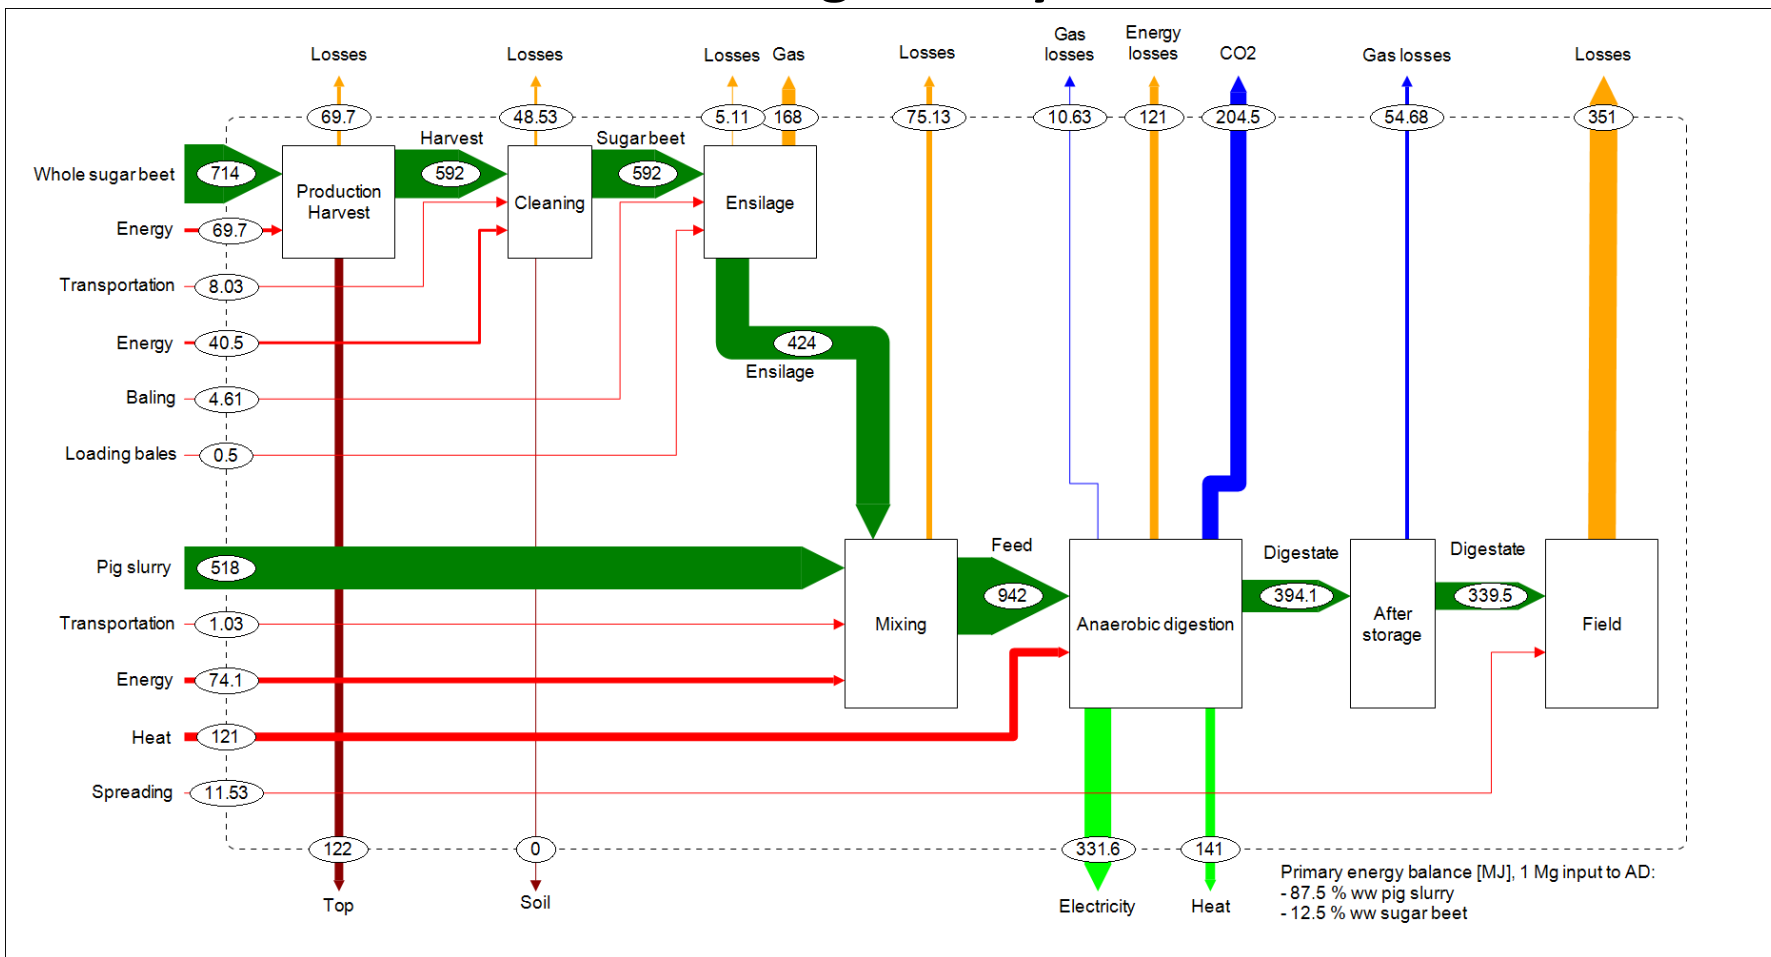 Losses
Losses
Losses
Gas
Losses
Gas
losses
Energy
losses
CO2
Gas losses
Losses
69.7
48.53
5.11
168
75.13
10.63
121
204.5
54.68
351
Harvest
Sugar beet
Whole sugar beet
714
Production
Harvest
592
Cleaning
592
Ensilage
Energy
69.7
Transportation
8.03
Energy
40.5
424
Ensilage
Baling
4.61
Loading bales
0.5
Feed
Digestate
Digestate
Pig slurry
518
942
394.1
339.5
Transportation
1.03
Mixing
Anaerobic digestion
After
storage
Field
Energy
74.1
Heat
121
Spreading
11.53
122
0
331.6
141
Top
Soil
Electricity
Heat
Primary energy balance [MJ], 1 Mg input to AD:
- 87.5 % ww pig slurry
- 12.5 % ww sugar beet